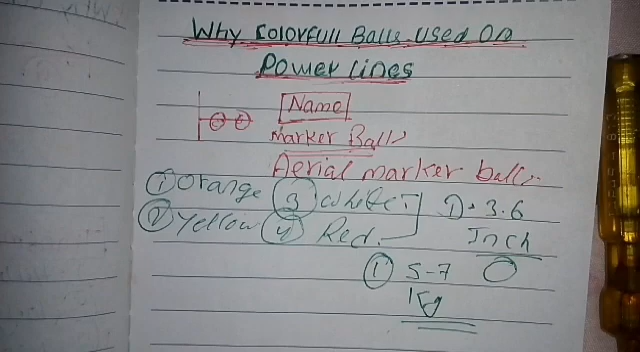 Why Colorfull Balls Used On
Power lines
Name
Marker Balls
Aerial marker balls
① Orange ③ White
② Yellow ④ Red
D. 3.6
Inch
① 5-7
Kg